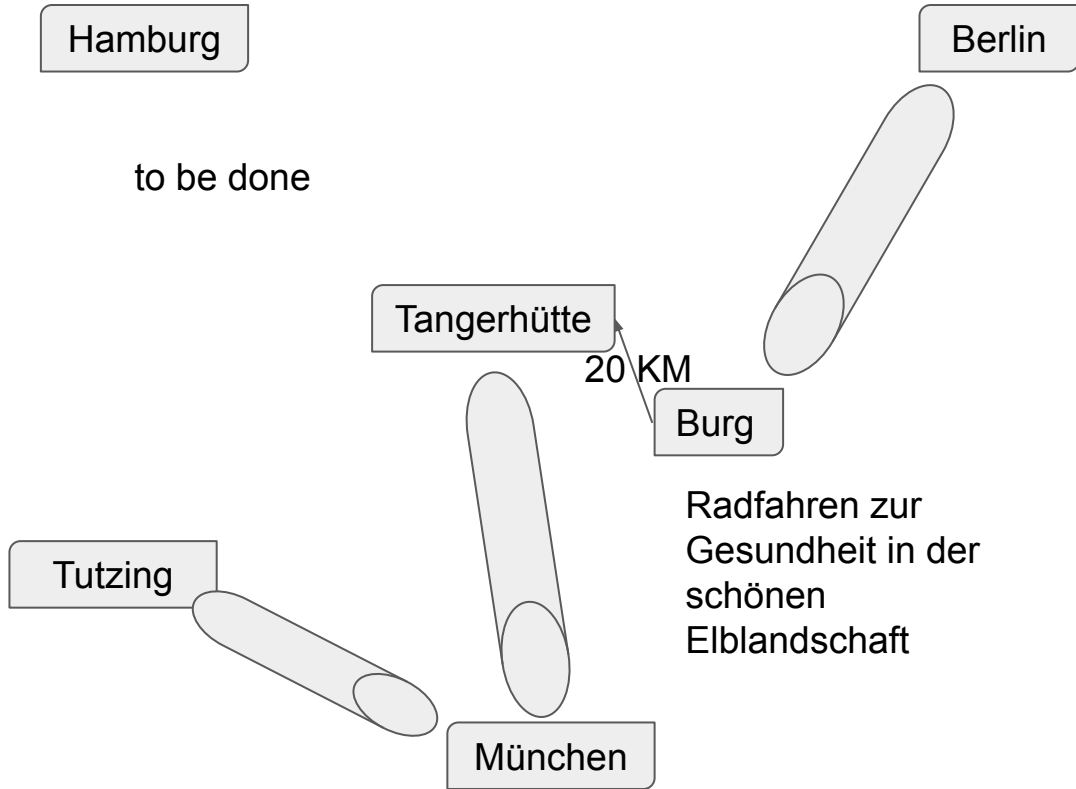 Hamburg
Berlin
to be done
Tangerhütte
20 KM
Burg
Radfahren zur
Gesundheit in der
schönen
Elblandschaft
Tutzing
München